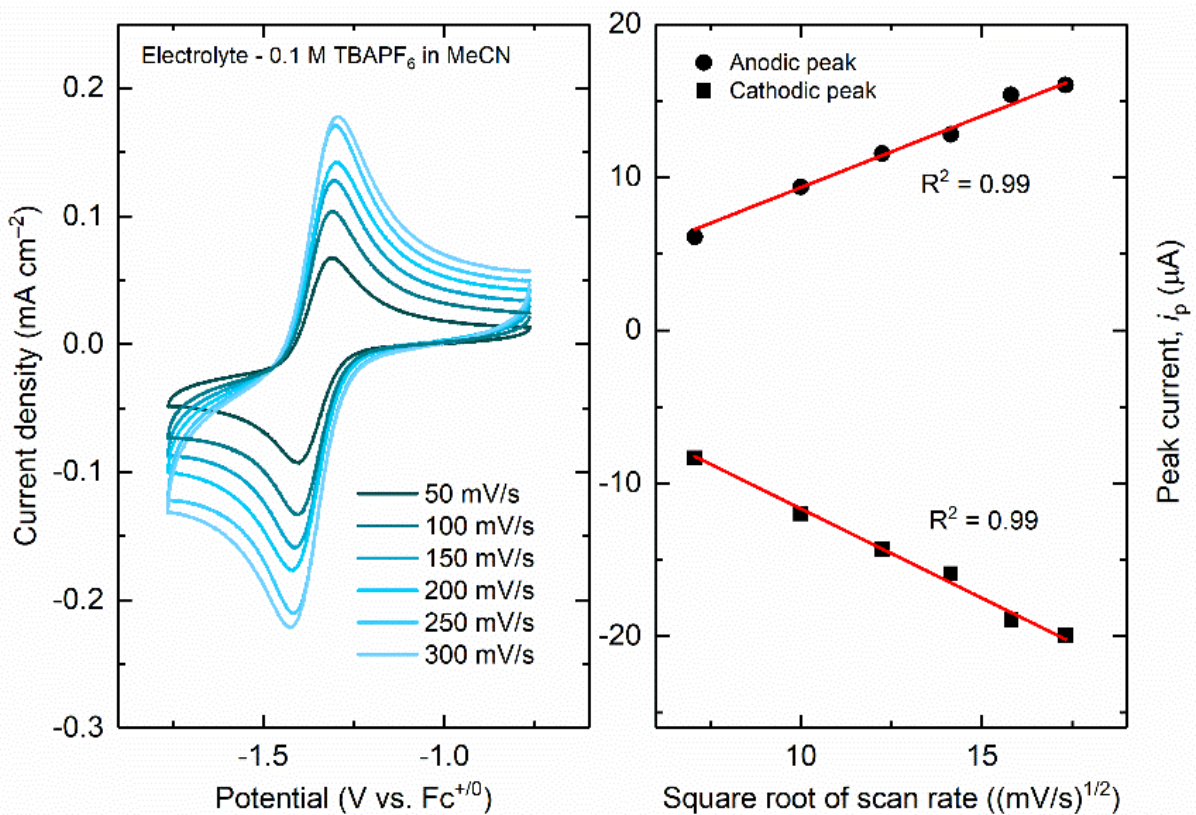 Electrolyte - 0.1 M TBAPF₆ in MeCN
0.2
0.1
0.0
-0.1
-0.2
-0.3
Current density (mA cm⁻²)
50 mV/s
100 mV/s
150 mV/s
200 mV/s
250 mV/s
300 mV/s
-1.5
-1.0
Potential (V vs. Fc⁺ᐟ⁰)
20
10
0
-10
-20
Anodic peak
Cathodic peak
R² = 0.99
R² = 0.99
10
15
Square root of scan rate ((mV/s)¹ᐟ²)
Peak current, iₚ (µA)